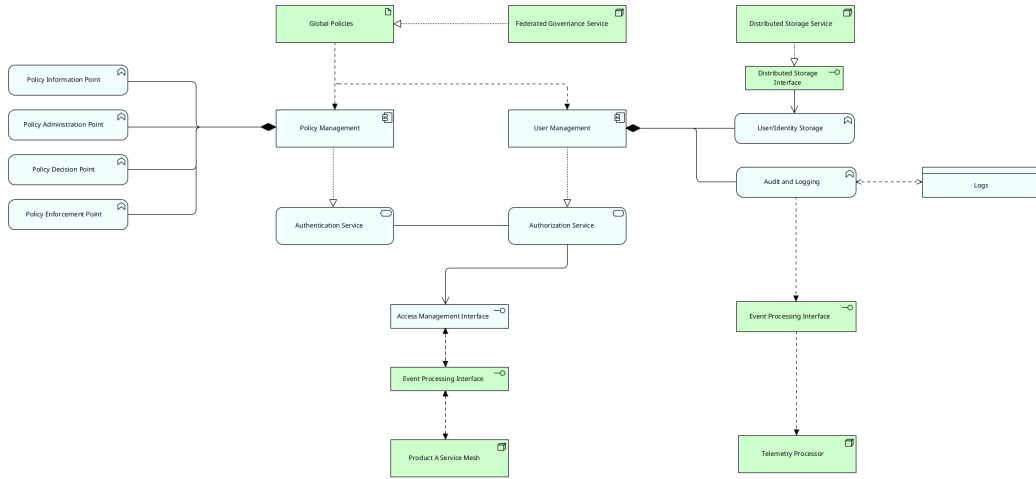 Global Policies
Federated Governance Service
Distributed Storage Service
Policy Information Point
Distributed Storage
Interface
Policy Adminstration Point
Policy Management
User Management
User/Identity Storage
Policy Decision Point
Audit and Logging
Logs
Policy Enforcement Point
Authentication Service
Authorization Service
Access Management Interface
Event Processing Interface
Event Processing Interface
Product A Service Mesh
Telemetry Processor